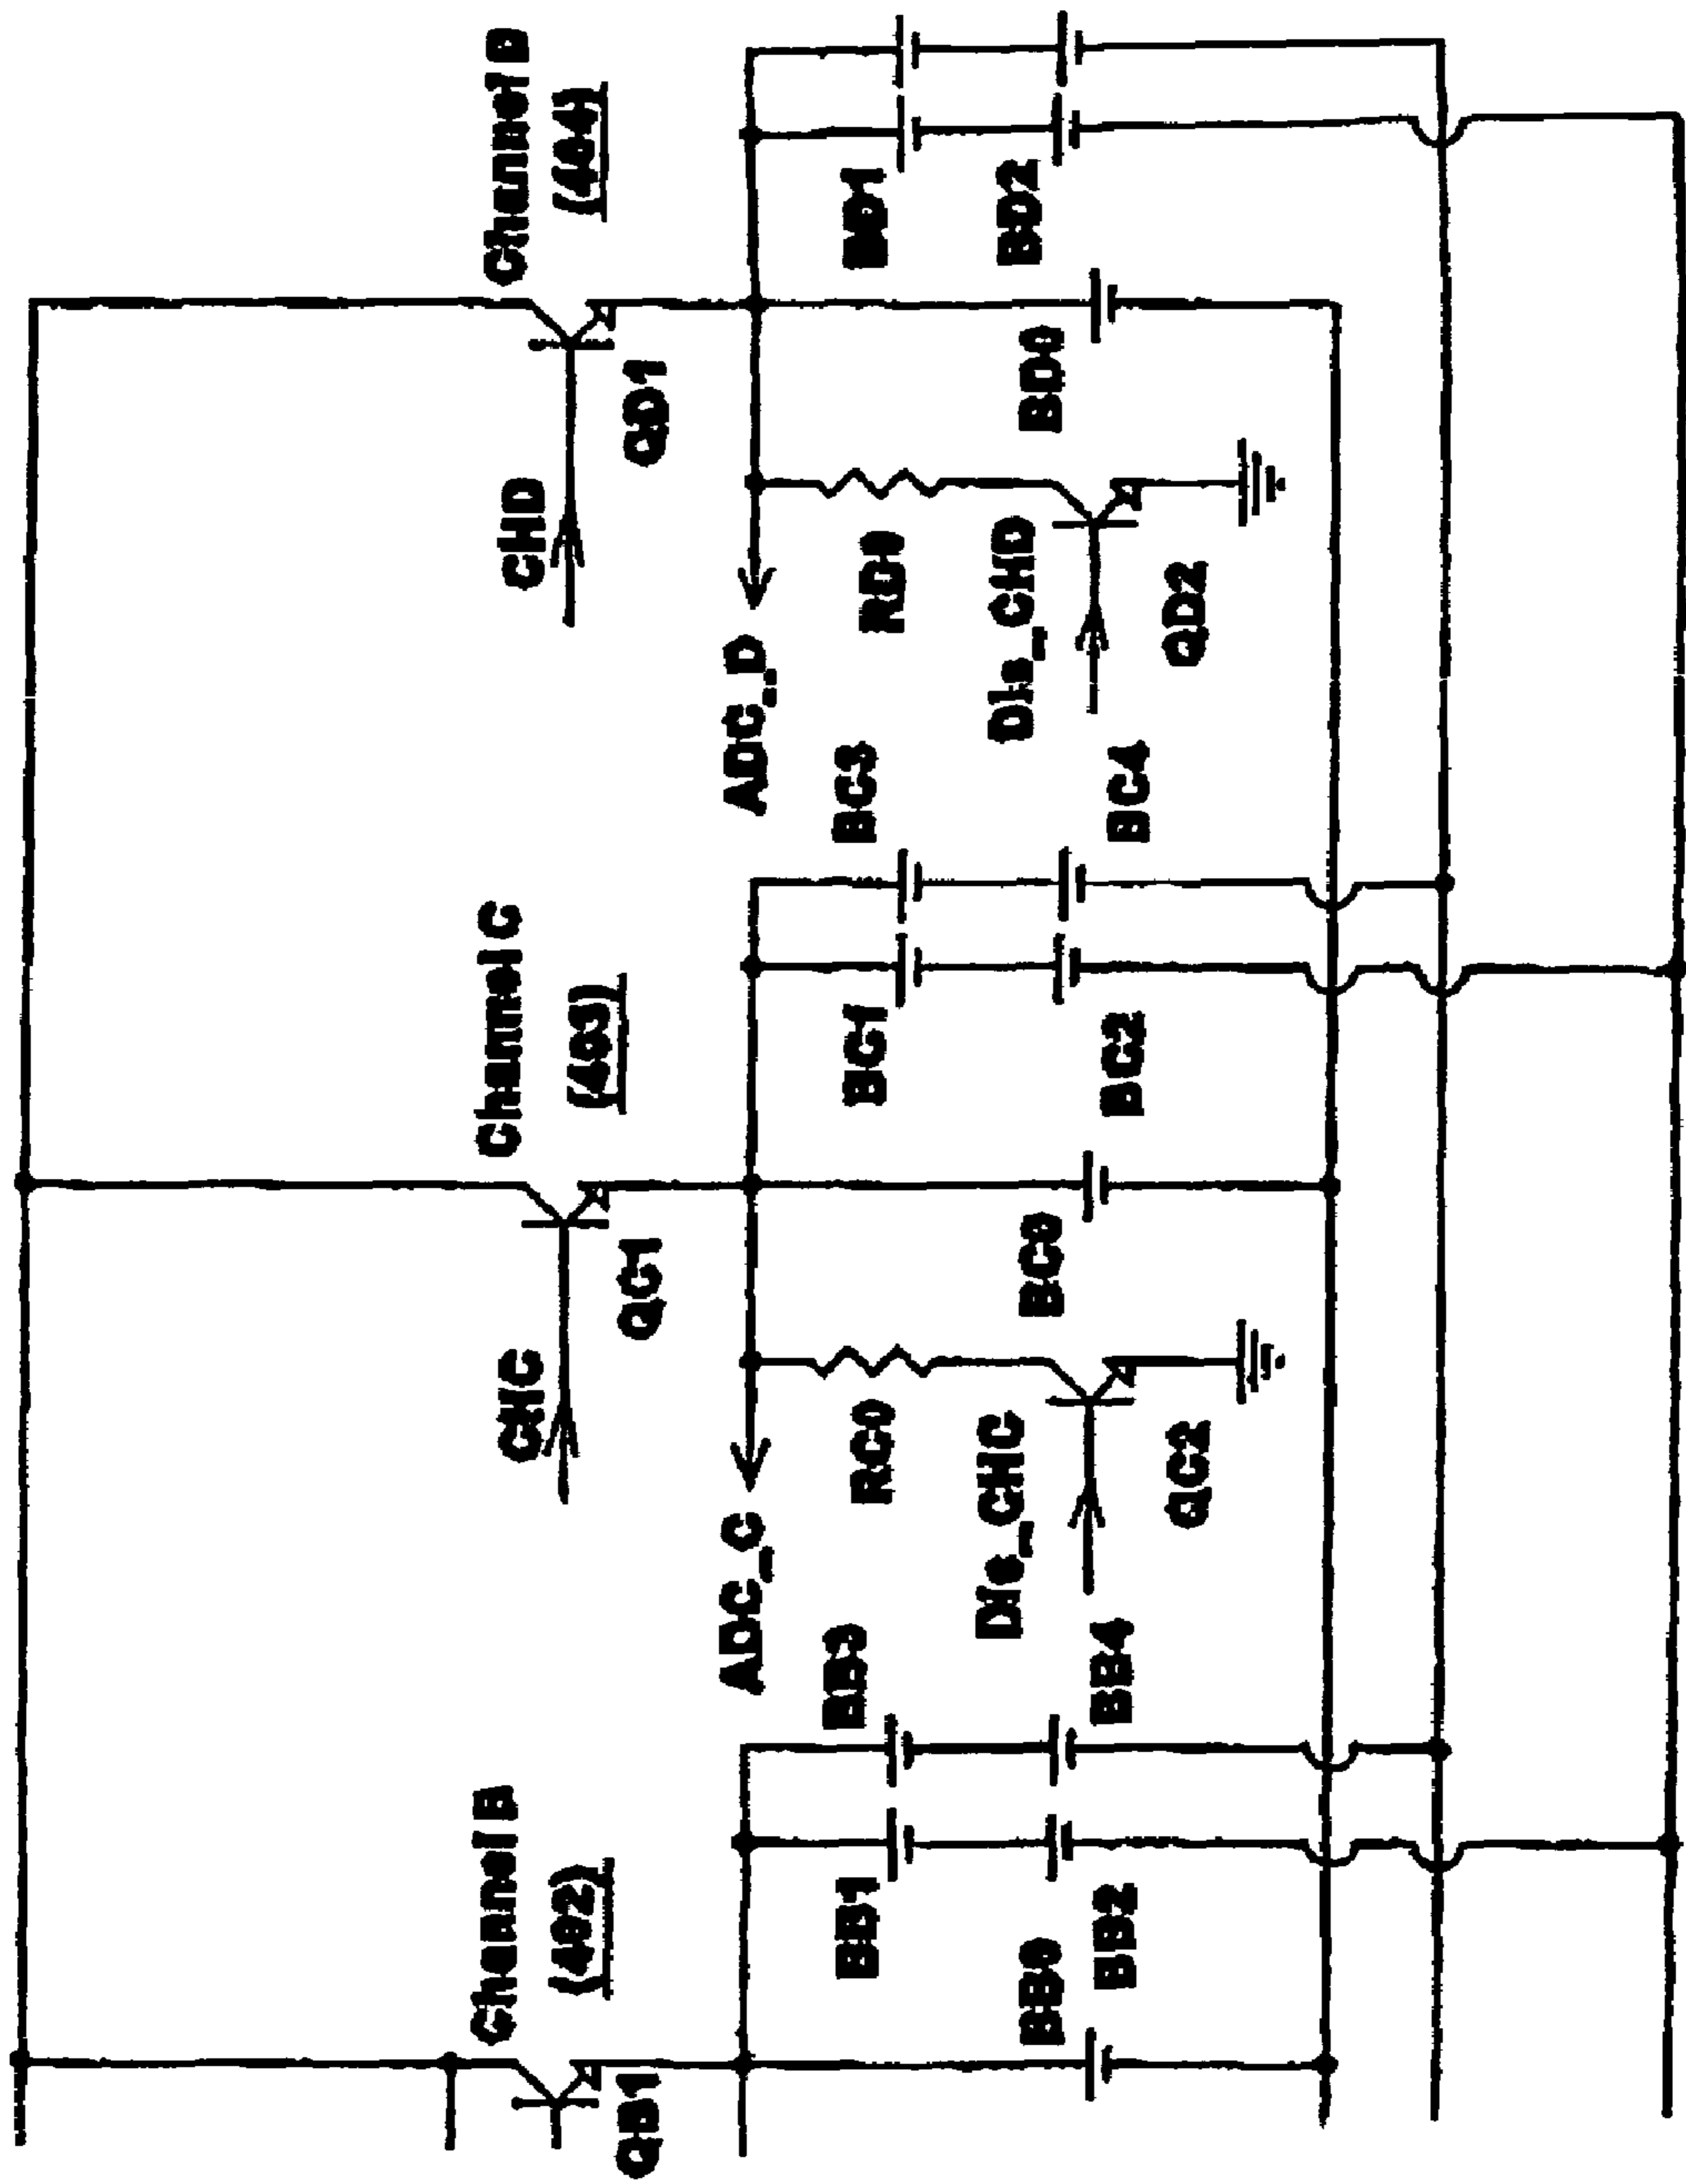 Channel B
(492)
QB1
BB0
BB1
BB2
BB3
BB4
ADC_C
CHC
QC1
Channel C
(493)
RC0
Dis_CHC
QC2
BC0
BC1
BC2
BC3
BC4
ADC_D
CHD
QD1
Channel D
(494)
RD0
Dis_CHD
QD2
BD0
BD1
BD2